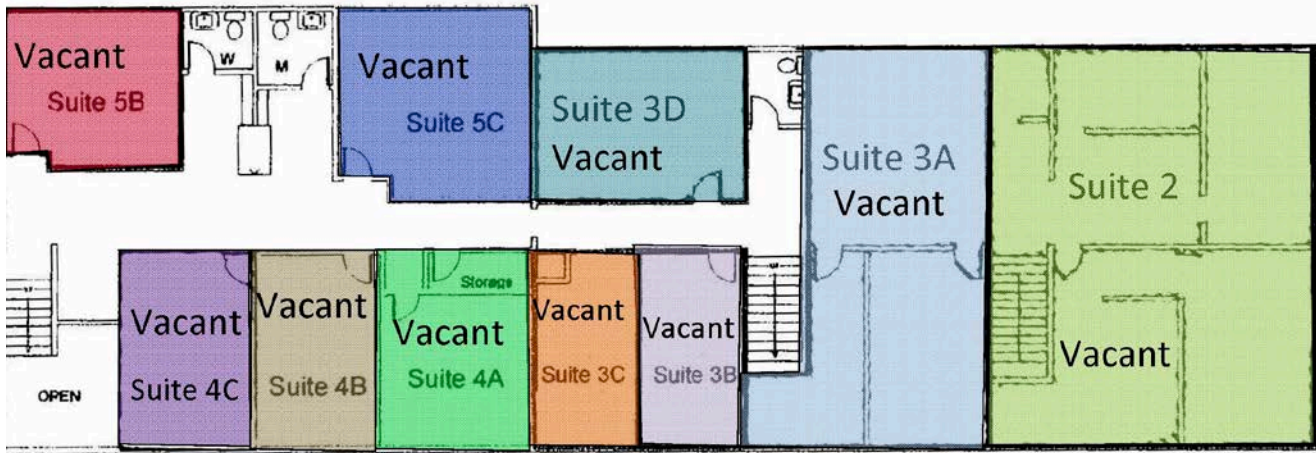 Vacant
Suite 5B
W
M
Vacant
Suite 5C
Suite 3D
Vacant
Suite 3A
Vacant
Suite 2
Vacant
OPEN
Vacant
Suite 4C
Vacant
Suite 4B
Storage
Vacant
Suite 4A
Vacant
Suite 3C
Vacant
Suite 3B